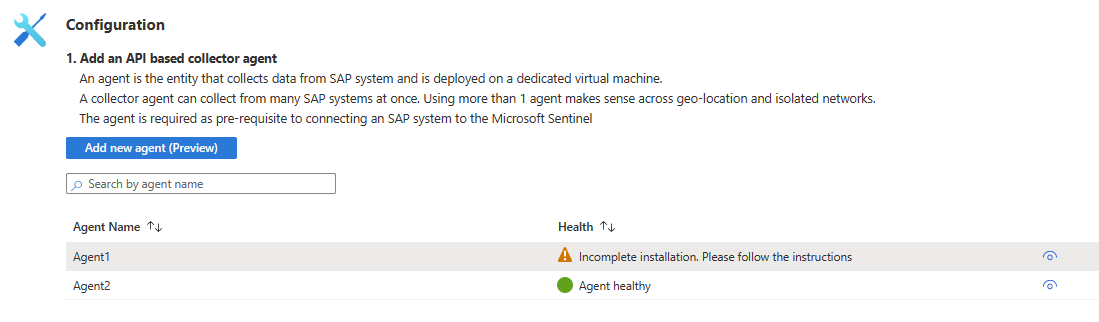 Configuration
1. Add an API based collector agent
An agent is the entity that collects data from SAP system and is deployed on a dedicated virtual machine.
A collector agent can collect from many SAP systems at once. Using more than 1 agent makes sense across geo-location and isolated networks.
The agent is required as pre-requisite to connecting an SAP system to the Microsoft Sentinel
Add new agent (Preview)
Search by agent name
Agent Name ↑↓ Health ↑↓
Agent1 Incomplete installation. Please follow the instructions
Agent2 Agent healthy